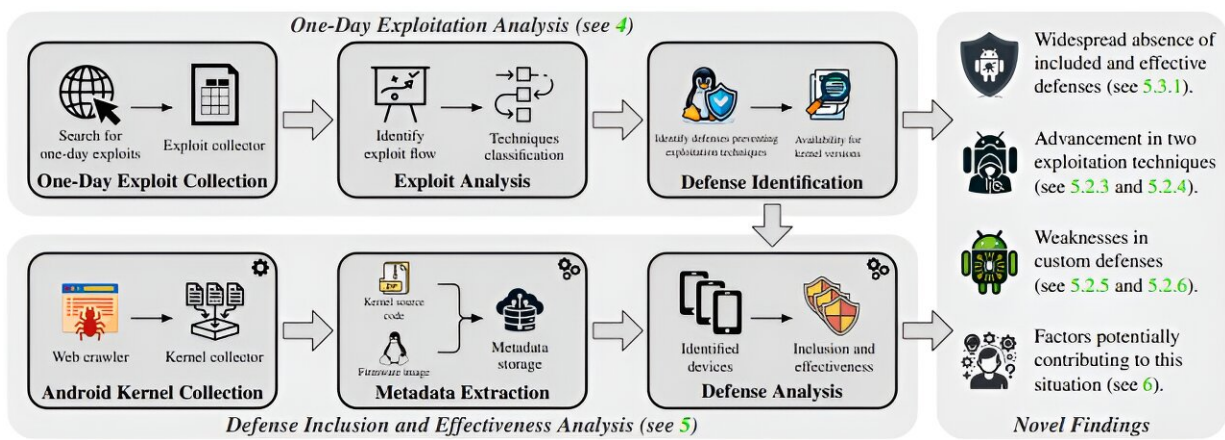 One-Day Exploitation Analysis (see 4)
Search for
one-day exploits
Exploit collector
One-Day Exploit Collection
Identify
exploit flow
Techniques
classification
Exploit Analysis
Identify defenses preventing
exploitation techniques
Availability for
kernel versions
Defense Identification
Web crawler
Kernel collector
Android Kernel Collection
ZIP
Kernel source
code
Firmware image
Metadata
storage
Metadata Extraction
Identified
devices
Inclusion and
effectiveness
Defense Analysis
Defense Inclusion and Effectiveness Analysis (see 5)
Widespread absence of
included and effective
defenses (see 5.3.1).
Advancement in two
exploitation techniques
(see 5.2.3 and 5.2.4).
Weaknesses in
custom defenses
(see 5.2.5 and 5.2.6).
Factors potentially
contributing to this
situation (see 6).
Novel Findings